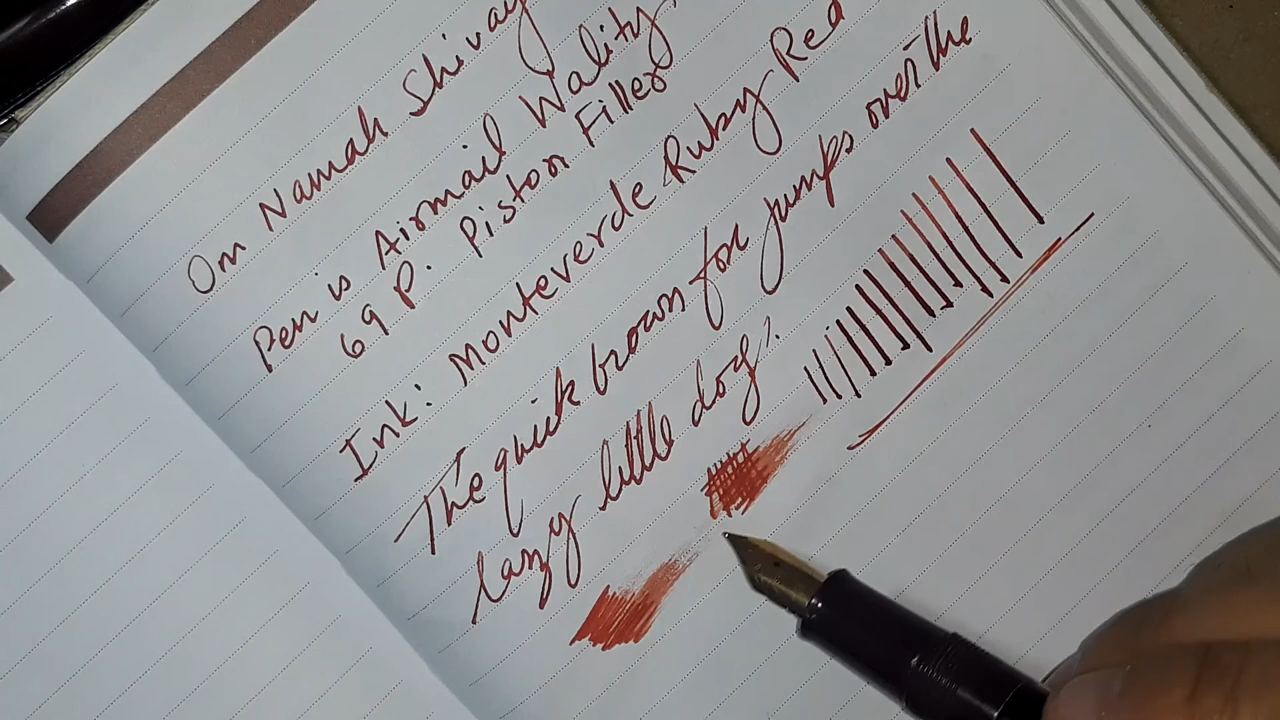 Om Namah Shivay
Pen is Airmail Wality
69 P. Piston Filler
Ink: Monteverde Ruby Red
The quick brown fox jumps over the
lazy little dog!.